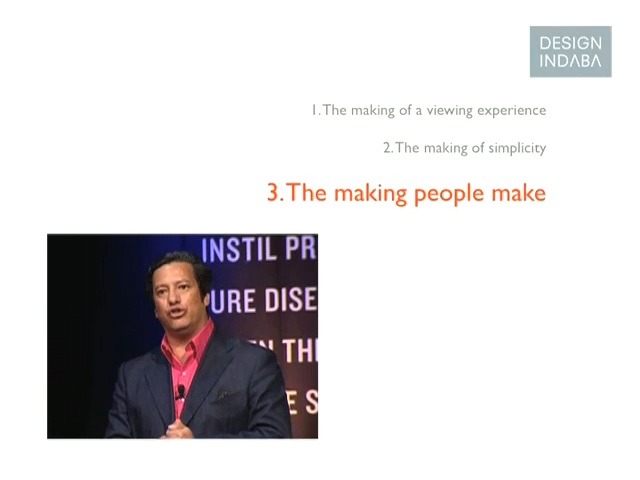 DESIGN
INDABA
1. The making of a viewing experience
2. The making of simplicity
3. The making people make
INSTIL PR
URE DISE
N TH
E S